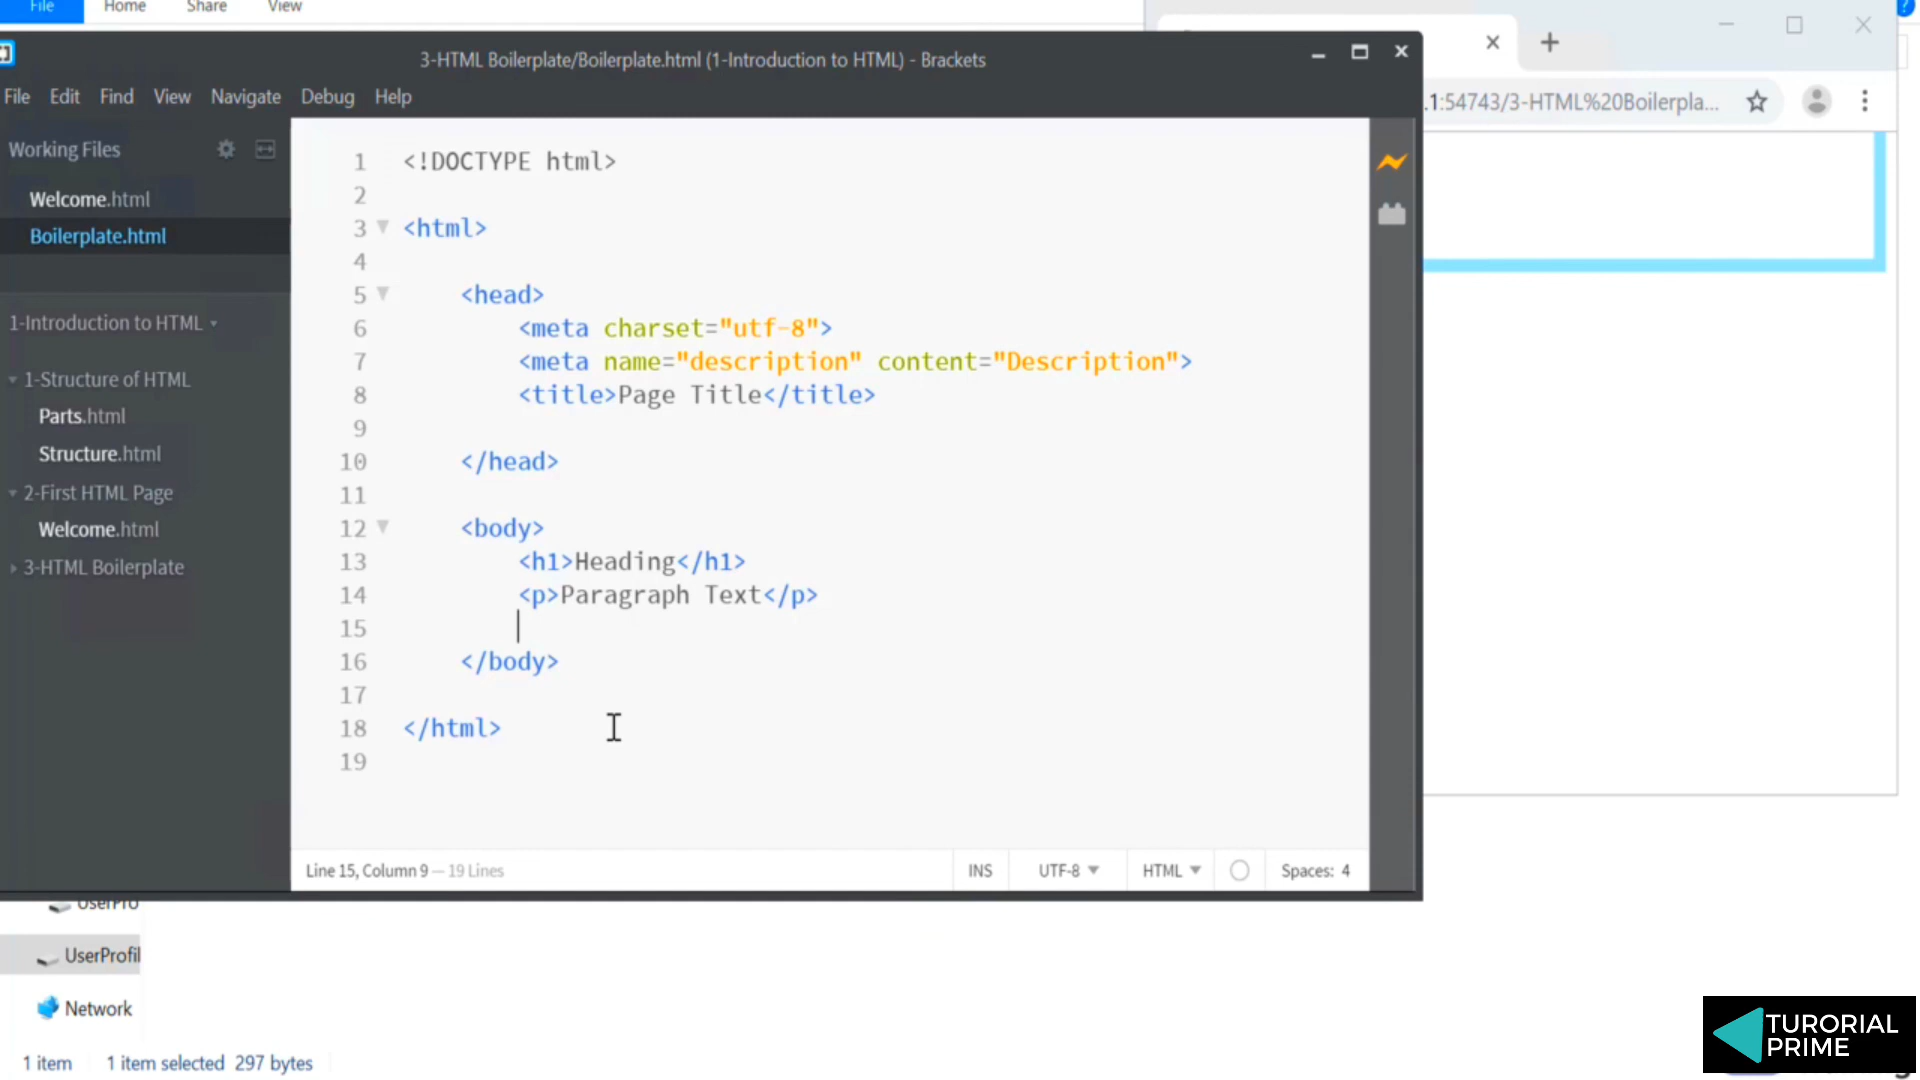 File Home Share View
3-HTML Boilerplate/Boilerplate.html (1-Introduction to HTML) - Brackets
.1:54743/3-HTML%20Boilerpla...
File Edit Find View Navigate Debug Help
Working Files
Welcome.html
Boilerplate.html
1-Introduction to HTML
1-Structure of HTML
Parts.html
Structure.html
2-First HTML Page
Welcome.html
3-HTML Boilerplate
1 <!DOCTYPE html>
2
3 <html>
4
5 <head>
6 <meta charset="utf-8">
7 <meta name="description" content="Description">
8 <title>Page Title</title>
9
10 </head>
11
12 <body>
13 <h1>Heading</h1>
14 <p>Paragraph Text</p>
15
16 </body>
17
18 </html>
19
Line 15, Column 9 — 19 Lines INS UTF-8 HTML Spaces: 4
UserPro
UserProfil
Network
1 item 1 item selected 297 bytes
TURORIAL
PRIME